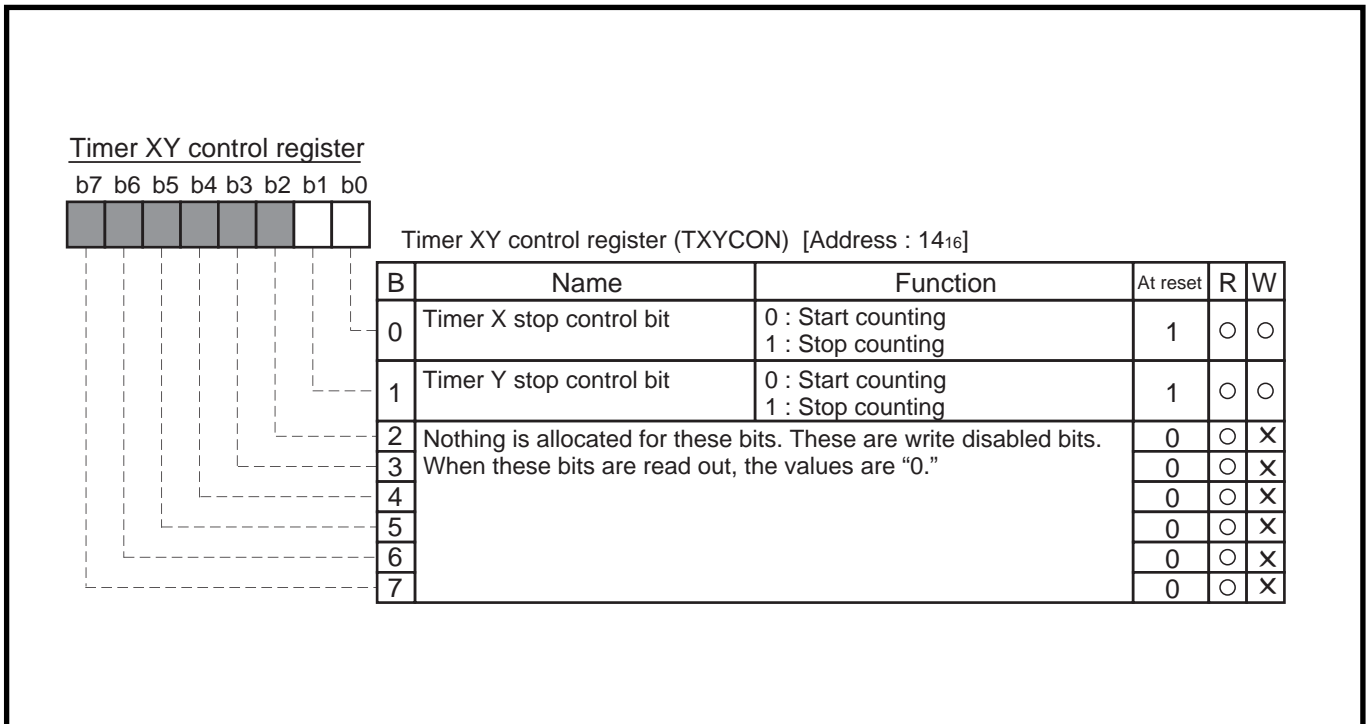 Timer XY control register
b7 b6 b5 b4 b3 b2 b1 b0
Timer XY control register (TXYCON) [Address : 14₁₆]
B Name Function At reset R W
0 Timer X stop control bit 0 : Start counting 1 ○ ○
1 : Stop counting
1 Timer Y stop control bit 0 : Start counting 1 ○ ○
1 : Stop counting
2 Nothing is allocated for these bits. These are write disabled bits. 0 ○ ×
3 When these bits are read out, the values are “0.” 0 ○ ×
4 0 ○ ×
5 0 ○ ×
6 0 ○ ×
7 0 ○ ×